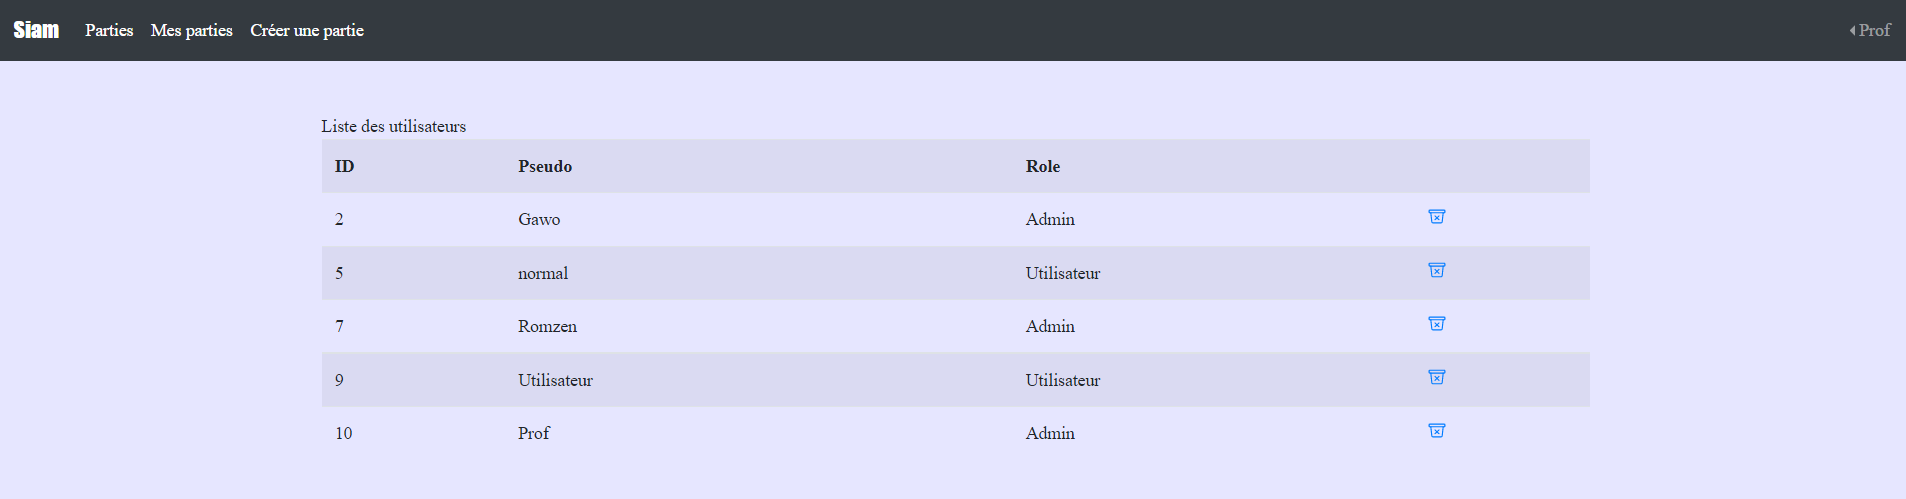 Siam Parties Mes parties Créer une partie Prof
Liste des utilisateurs
ID Pseudo Role
2 Gawo Admin
5 normal Utilisateur
7 Romzen Admin
9 Utilisateur Utilisateur
10 Prof Admin